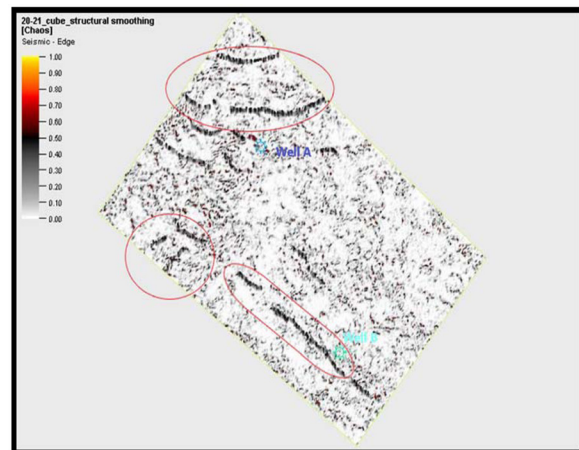 20-21_cube_structural smoothing
[Chaos]
Seismic - Edge
1.00
0.90
0.80
0.70
0.60
0.50
0.40
0.30
0.20
0.10
0.00
Well A
Well B